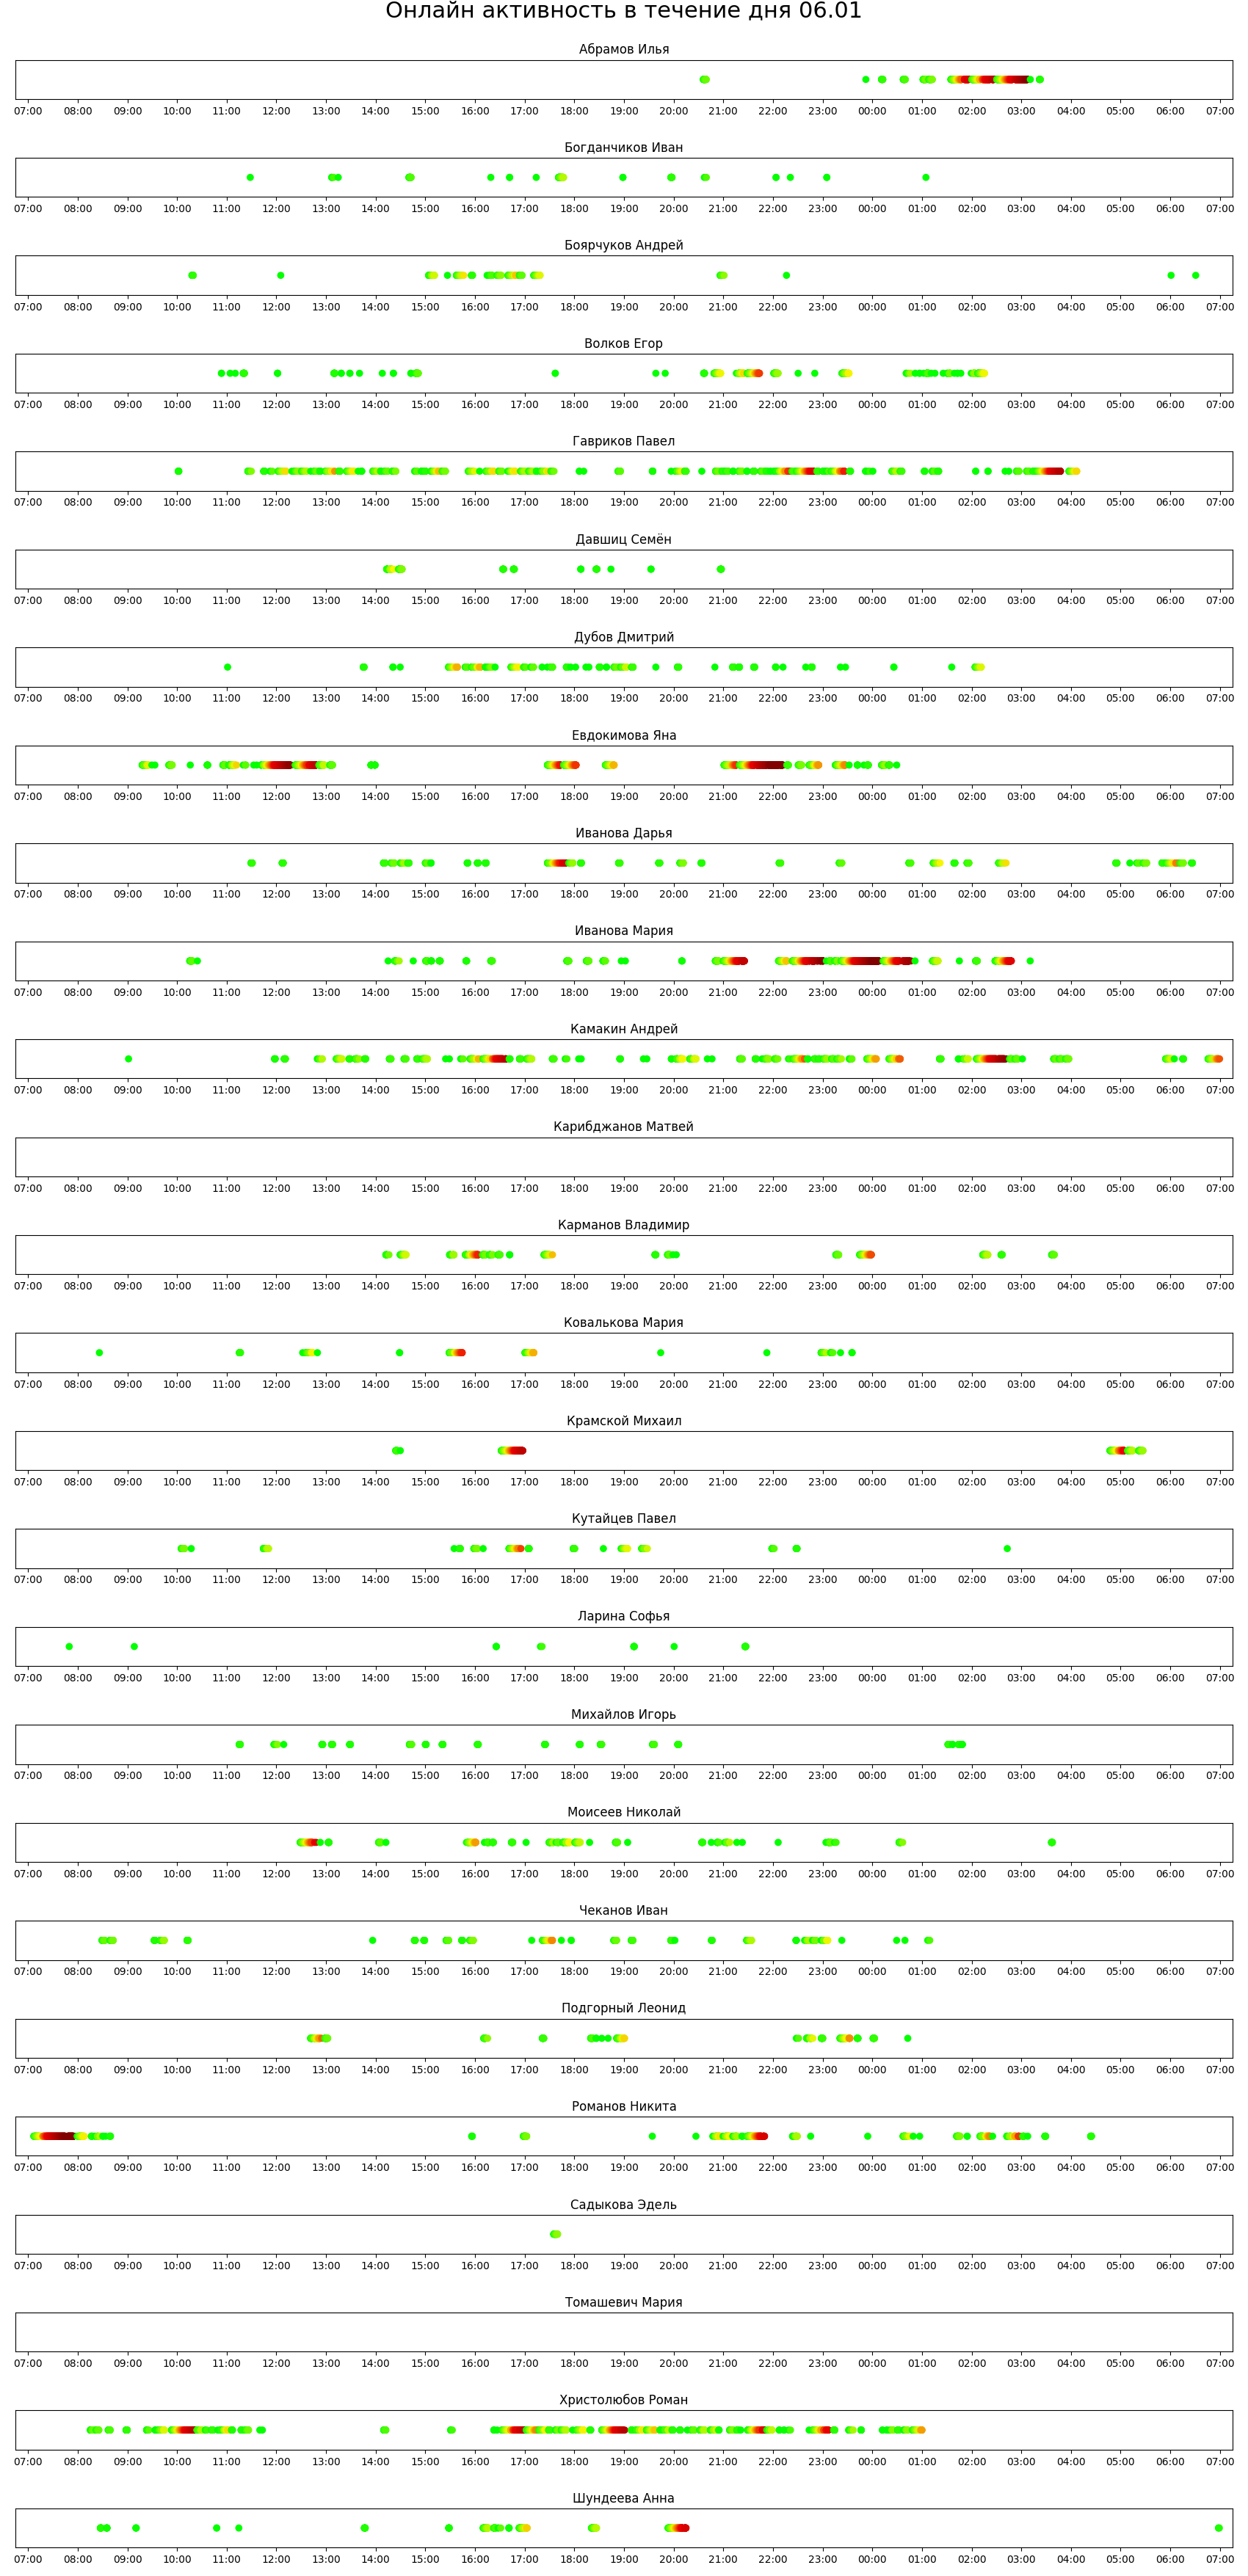 Онлайн активность в течение дня 06.01
Абрамов Илья
07:00 08:00 09:00 10:00 11:00 12:00 13:00 14:00 15:00 16:00 17:00 18:00 19:00 20:00 21:00 22:00 23:00 00:00 01:00 02:00 03:00 04:00 05:00 06:00 07:00
Богданчиков Иван
07:00 08:00 09:00 10:00 11:00 12:00 13:00 14:00 15:00 16:00 17:00 18:00 19:00 20:00 21:00 22:00 23:00 00:00 01:00 02:00 03:00 04:00 05:00 06:00 07:00
Боярчуков Андрей
07:00 08:00 09:00 10:00 11:00 12:00 13:00 14:00 15:00 16:00 17:00 18:00 19:00 20:00 21:00 22:00 23:00 00:00 01:00 02:00 03:00 04:00 05:00 06:00 07:00
Волков Егор
07:00 08:00 09:00 10:00 11:00 12:00 13:00 14:00 15:00 16:00 17:00 18:00 19:00 20:00 21:00 22:00 23:00 00:00 01:00 02:00 03:00 04:00 05:00 06:00 07:00
Гавриков Павел
07:00 08:00 09:00 10:00 11:00 12:00 13:00 14:00 15:00 16:00 17:00 18:00 19:00 20:00 21:00 22:00 23:00 00:00 01:00 02:00 03:00 04:00 05:00 06:00 07:00
Давшиц Семён
07:00 08:00 09:00 10:00 11:00 12:00 13:00 14:00 15:00 16:00 17:00 18:00 19:00 20:00 21:00 22:00 23:00 00:00 01:00 02:00 03:00 04:00 05:00 06:00 07:00
Дубов Дмитрий
07:00 08:00 09:00 10:00 11:00 12:00 13:00 14:00 15:00 16:00 17:00 18:00 19:00 20:00 21:00 22:00 23:00 00:00 01:00 02:00 03:00 04:00 05:00 06:00 07:00
Евдокимова Яна
07:00 08:00 09:00 10:00 11:00 12:00 13:00 14:00 15:00 16:00 17:00 18:00 19:00 20:00 21:00 22:00 23:00 00:00 01:00 02:00 03:00 04:00 05:00 06:00 07:00
Иванова Дарья
07:00 08:00 09:00 10:00 11:00 12:00 13:00 14:00 15:00 16:00 17:00 18:00 19:00 20:00 21:00 22:00 23:00 00:00 01:00 02:00 03:00 04:00 05:00 06:00 07:00
Иванова Мария
07:00 08:00 09:00 10:00 11:00 12:00 13:00 14:00 15:00 16:00 17:00 18:00 19:00 20:00 21:00 22:00 23:00 00:00 01:00 02:00 03:00 04:00 05:00 06:00 07:00
Камакин Андрей
07:00 08:00 09:00 10:00 11:00 12:00 13:00 14:00 15:00 16:00 17:00 18:00 19:00 20:00 21:00 22:00 23:00 00:00 01:00 02:00 03:00 04:00 05:00 06:00 07:00
Карибджанов Матвей
07:00 08:00 09:00 10:00 11:00 12:00 13:00 14:00 15:00 16:00 17:00 18:00 19:00 20:00 21:00 22:00 23:00 00:00 01:00 02:00 03:00 04:00 05:00 06:00 07:00
Карманов Владимир
07:00 08:00 09:00 10:00 11:00 12:00 13:00 14:00 15:00 16:00 17:00 18:00 19:00 20:00 21:00 22:00 23:00 00:00 01:00 02:00 03:00 04:00 05:00 06:00 07:00
Ковалькова Мария
07:00 08:00 09:00 10:00 11:00 12:00 13:00 14:00 15:00 16:00 17:00 18:00 19:00 20:00 21:00 22:00 23:00 00:00 01:00 02:00 03:00 04:00 05:00 06:00 07:00
Крамской Михаил
07:00 08:00 09:00 10:00 11:00 12:00 13:00 14:00 15:00 16:00 17:00 18:00 19:00 20:00 21:00 22:00 23:00 00:00 01:00 02:00 03:00 04:00 05:00 06:00 07:00
Кутайцев Павел
07:00 08:00 09:00 10:00 11:00 12:00 13:00 14:00 15:00 16:00 17:00 18:00 19:00 20:00 21:00 22:00 23:00 00:00 01:00 02:00 03:00 04:00 05:00 06:00 07:00
Ларина Софья
07:00 08:00 09:00 10:00 11:00 12:00 13:00 14:00 15:00 16:00 17:00 18:00 19:00 20:00 21:00 22:00 23:00 00:00 01:00 02:00 03:00 04:00 05:00 06:00 07:00
Михайлов Игорь
07:00 08:00 09:00 10:00 11:00 12:00 13:00 14:00 15:00 16:00 17:00 18:00 19:00 20:00 21:00 22:00 23:00 00:00 01:00 02:00 03:00 04:00 05:00 06:00 07:00
Моисеев Николай
07:00 08:00 09:00 10:00 11:00 12:00 13:00 14:00 15:00 16:00 17:00 18:00 19:00 20:00 21:00 22:00 23:00 00:00 01:00 02:00 03:00 04:00 05:00 06:00 07:00
Чеканов Иван
07:00 08:00 09:00 10:00 11:00 12:00 13:00 14:00 15:00 16:00 17:00 18:00 19:00 20:00 21:00 22:00 23:00 00:00 01:00 02:00 03:00 04:00 05:00 06:00 07:00
Подгорный Леонид
07:00 08:00 09:00 10:00 11:00 12:00 13:00 14:00 15:00 16:00 17:00 18:00 19:00 20:00 21:00 22:00 23:00 00:00 01:00 02:00 03:00 04:00 05:00 06:00 07:00
Романов Никита
07:00 08:00 09:00 10:00 11:00 12:00 13:00 14:00 15:00 16:00 17:00 18:00 19:00 20:00 21:00 22:00 23:00 00:00 01:00 02:00 03:00 04:00 05:00 06:00 07:00
Садыкова Эдель
07:00 08:00 09:00 10:00 11:00 12:00 13:00 14:00 15:00 16:00 17:00 18:00 19:00 20:00 21:00 22:00 23:00 00:00 01:00 02:00 03:00 04:00 05:00 06:00 07:00
Томашевич Мария
07:00 08:00 09:00 10:00 11:00 12:00 13:00 14:00 15:00 16:00 17:00 18:00 19:00 20:00 21:00 22:00 23:00 00:00 01:00 02:00 03:00 04:00 05:00 06:00 07:00
Христолюбов Роман
07:00 08:00 09:00 10:00 11:00 12:00 13:00 14:00 15:00 16:00 17:00 18:00 19:00 20:00 21:00 22:00 23:00 00:00 01:00 02:00 03:00 04:00 05:00 06:00 07:00
Шундеева Анна
07:00 08:00 09:00 10:00 11:00 12:00 13:00 14:00 15:00 16:00 17:00 18:00 19:00 20:00 21:00 22:00 23:00 00:00 01:00 02:00 03:00 04:00 05:00 06:00 07:00